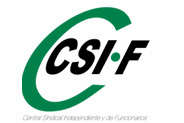 CSI·F
Central Sindical Independiente y de Funcionarios